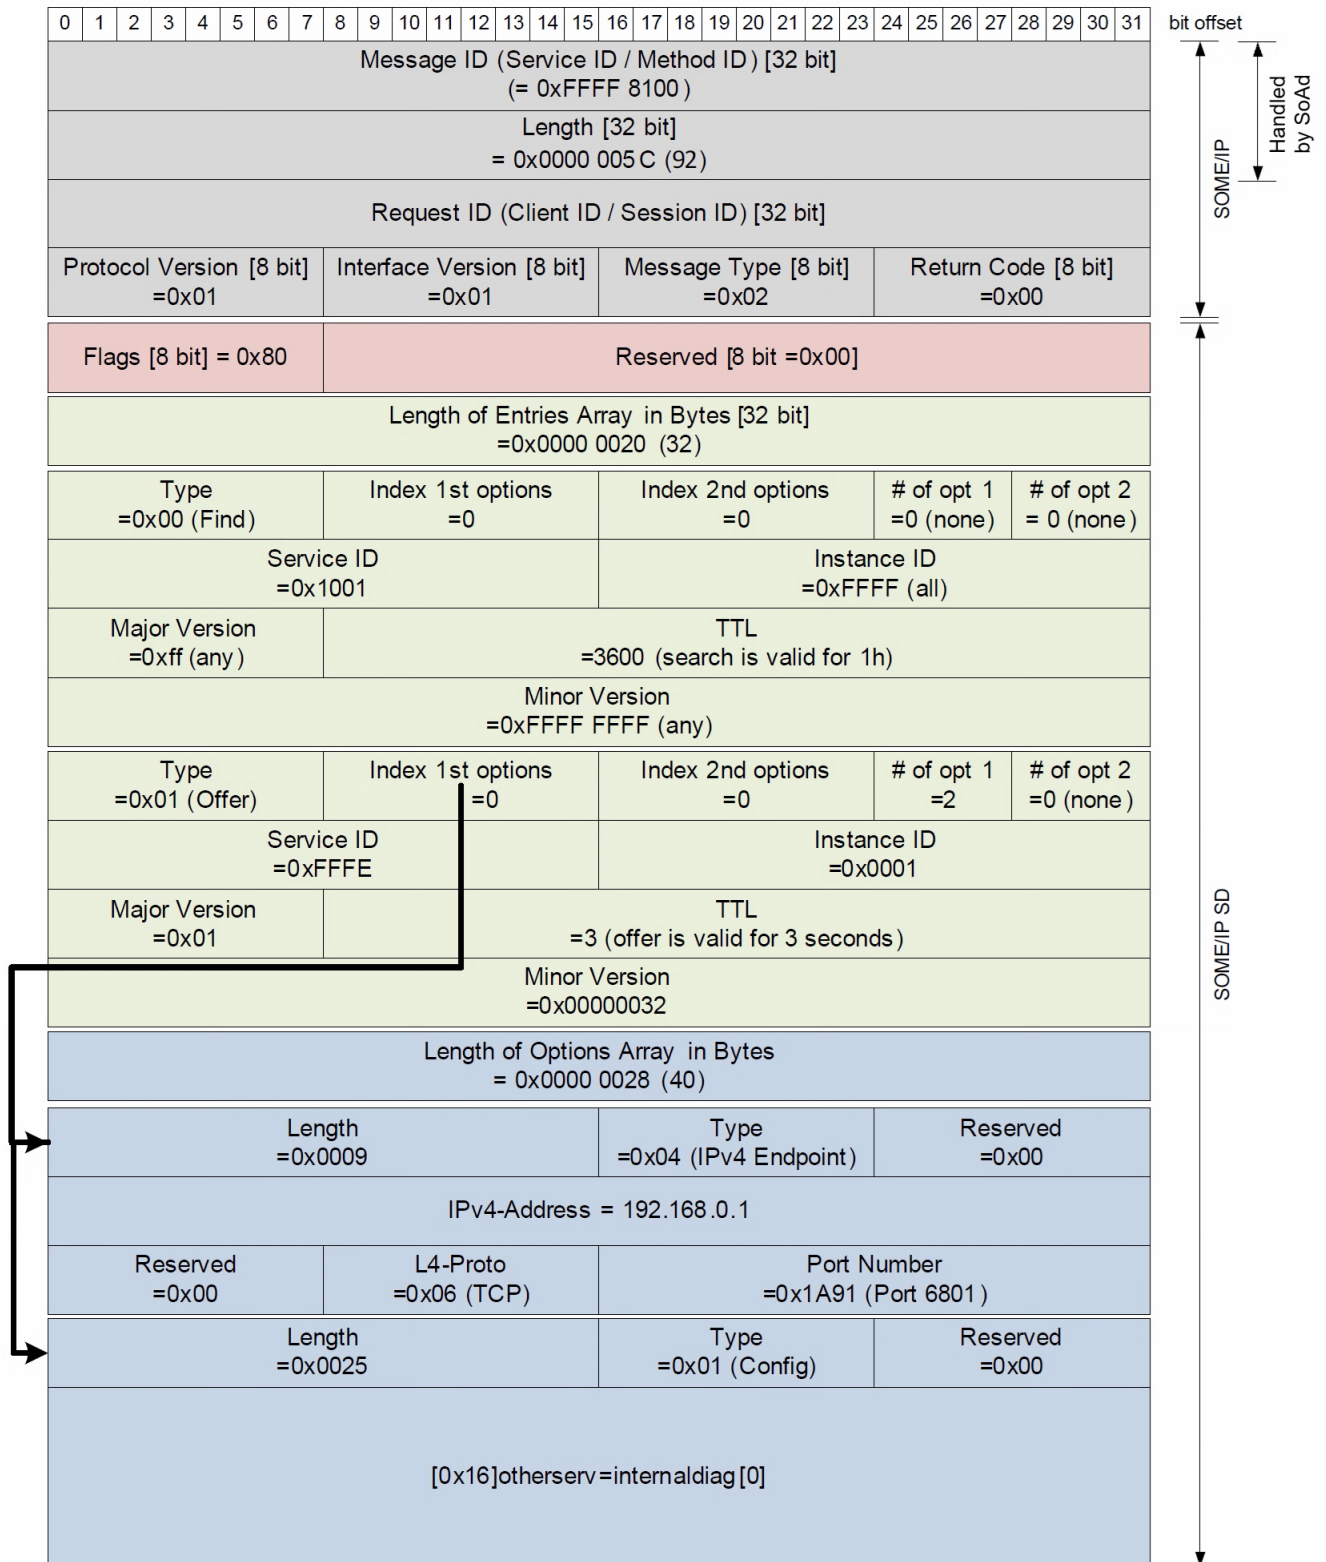 0 1 2 3 4 5 6 7 8 9 10 11 12 13 14 15 16 17 18 19 20 21 22 23 24 25 26 27 28 29 30 31 bit offset
Message ID (Service ID / Method ID) [32 bit]
(= 0xFFFF 8100)
Length [32 bit]
= 0x0000 005C (92)
Request ID (Client ID / Session ID) [32 bit]
Protocol Version [8 bit] Interface Version [8 bit] Message Type [8 bit] Return Code [8 bit]
=0x01 =0x01 =0x02 =0x00
Handled
by SoAd
SOME/IP
Flags [8 bit] = 0x80 Reserved [8 bit =0x00]
Length of Entries Array in Bytes [32 bit]
=0x0000 0020 (32)
Type Index 1st options Index 2nd options # of opt 1 # of opt 2
=0x00 (Find) =0 =0 =0 (none) = 0 (none)
Service ID Instance ID
=0x1001 =0xFFFF (all)
Major Version TTL
=0xff (any) =3600 (search is valid for 1h)
Minor Version
=0xFFFF FFFF (any)
Type Index 1st options Index 2nd options # of opt 1 # of opt 2
=0x01 (Offer) =0 =0 =2 =0 (none)
Service ID Instance ID
=0xFFFE =0x0001
Major Version TTL
=0x01 =3 (offer is valid for 3 seconds)
Minor Version
=0x00000032
SOME/IP SD
Length of Options Array in Bytes
= 0x0000 0028 (40)
Length Type Reserved
=0x0009 =0x04 (IPv4 Endpoint) =0x00
IPv4-Address = 192.168.0.1
Reserved L4-Proto Port Number
=0x00 =0x06 (TCP) =0x1A91 (Port 6801)
Length Type Reserved
=0x0025 =0x01 (Config) =0x00
[0x16]otherserv=internaldiag[0]